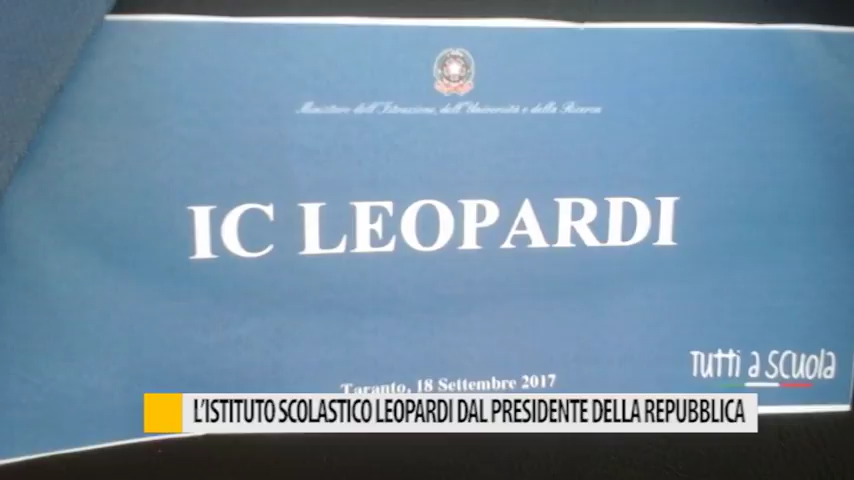 Ministero dell'Istruzione, dell'Università e della Ricerca
IC LEOPARDI
Tutti a scuola
Taranto, 18 Settembre 2017
L'ISTITUTO SCOLASTICO LEOPARDI DAL PRESIDENTE DELLA REPUBBLICA